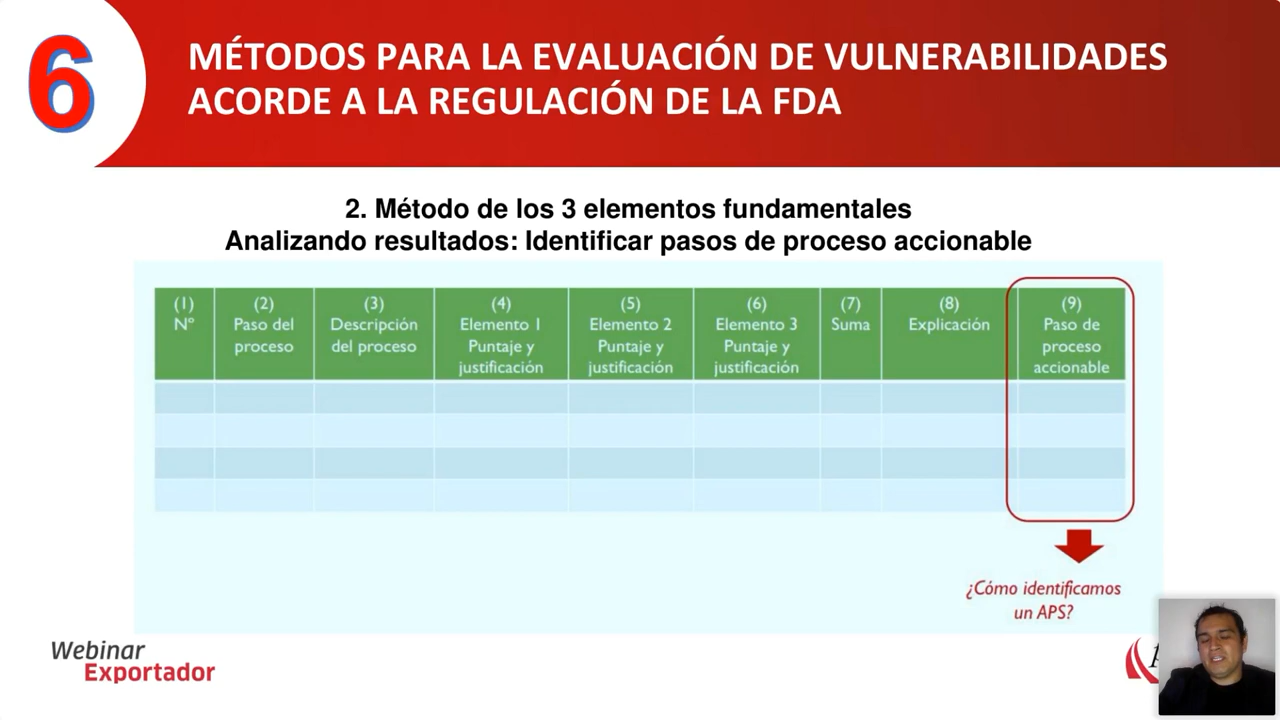 6
MÉTODOS PARA LA EVALUACIÓN DE VULNERABILIDADES
ACORDE A LA REGULACIÓN DE LA FDA
2. Método de los 3 elementos fundamentales
Analizando resultados: Identificar pasos de proceso accionable
(1)
Nº
(2)
Paso del
proceso
(3)
Descripción
del proceso
(4)
Elemento 1
Puntaje y
justificación
(5)
Elemento 2
Puntaje y
justificación
(6)
Elemento 3
Puntaje y
justificación
(7)
Suma
(8)
Explicación
(9)
Paso de
proceso
accionable
¿Cómo identificamos
un APS?
Webinar
Exportador